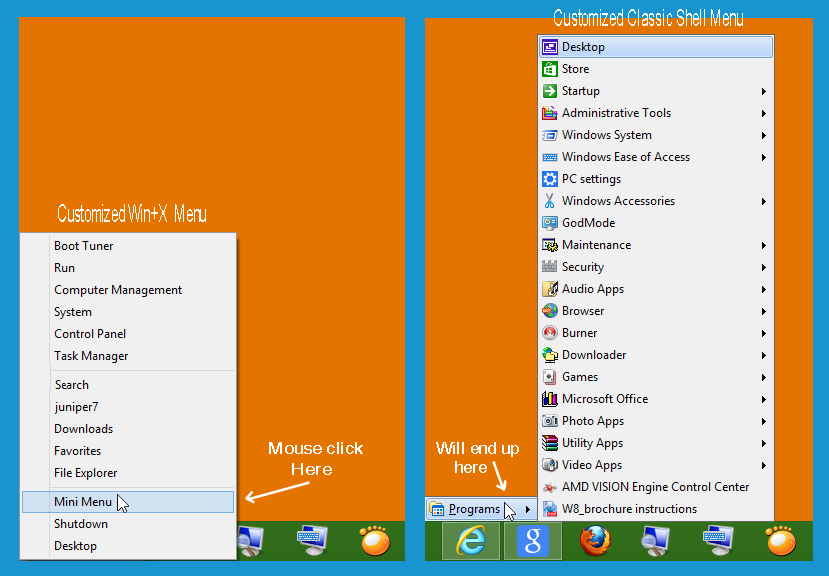 Customized Win+X Menu
Boot Tuner
Run
Computer Management
System
Control Panel
Task Manager
Search
juniper7
Downloads
Favorites
File Explorer
Mini Menu
Shutdown
Desktop
Mouse click
Here
Customized Classic Shell Menu
Desktop
Store
Startup
Administrative Tools
Windows System
Windows Ease of Access
PC settings
Windows Accessories
GodMode
Maintenance
Security
Audio Apps
Browser
Burner
Downloader
Games
Microsoft Office
Photo Apps
Utility Apps
Video Apps
AMD VISION Engine Control Center
W8_brochure instructions
Will end up
here
Programs
g